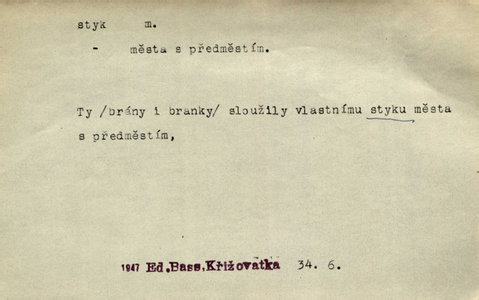 styk m.
- města s předměstím.
Ty /brány i branky/ sloužily vlastnímu styku města
s předměstím,
1947 Ed.Bass,Křižovatka 34. 6.